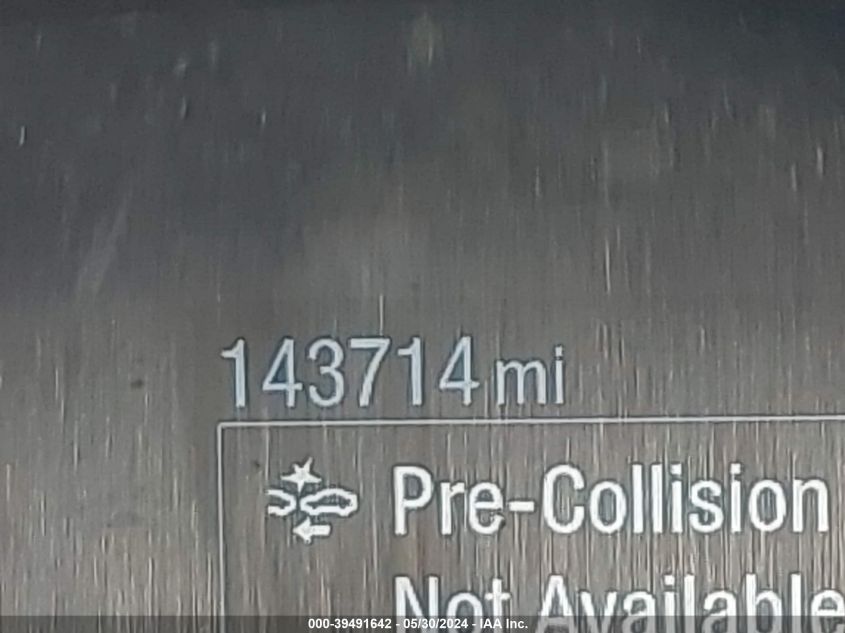 143714 mi
Pre-Collision
Not Available
000-39491642 - 05/30/2024 - IAA Inc.